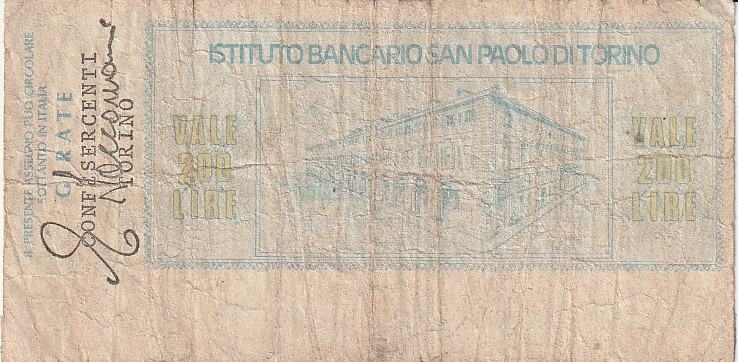 IL PRESENTE ASSEGNO PUO CIRCOLARE
SOLTANTO IN ITALIA
GIRATE
CONFESERCENTI
TORINO
ISTITUTO BANCARIO SAN PAOLO DI TORINO
VALE
200
LIRE
VALE
200
LIRE